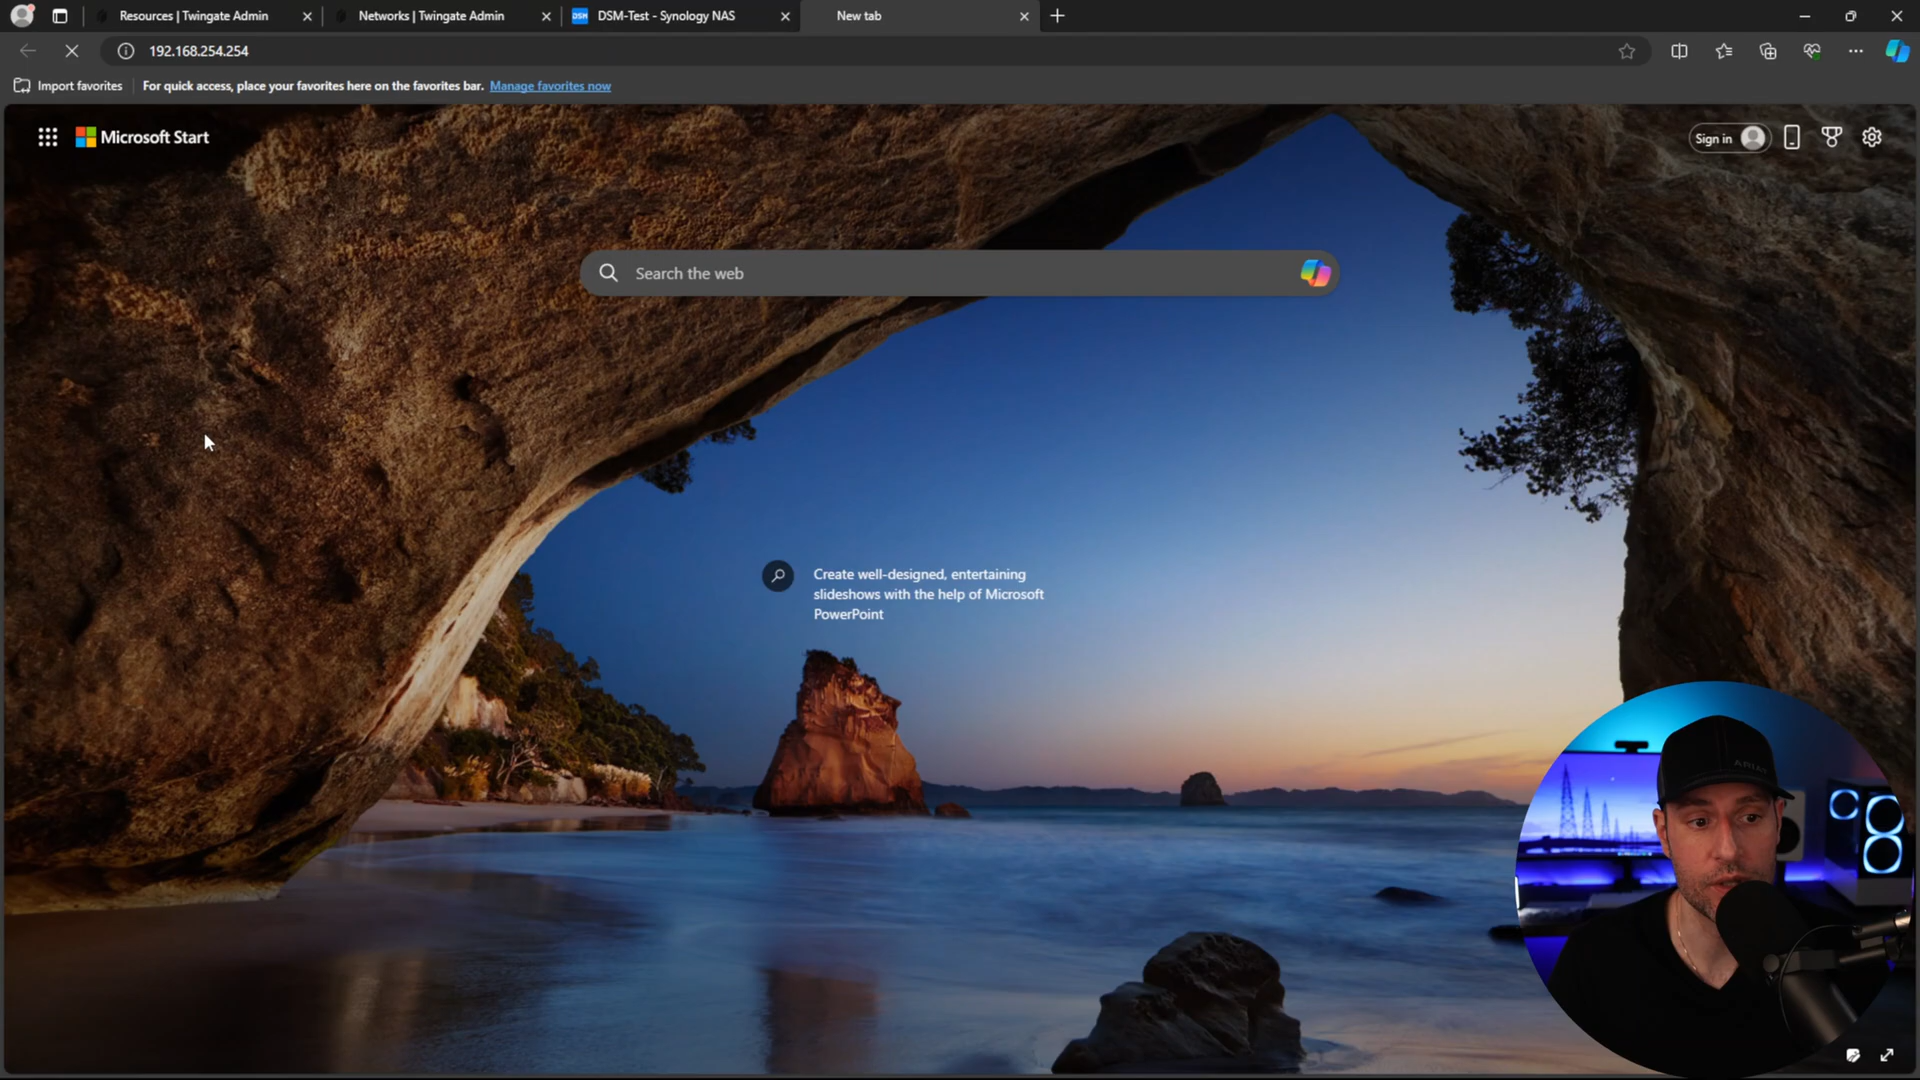 Resources | Twingate Admin
Networks | Twingate Admin
DSM
DSM-Test - Synology NAS
New tab
192.168.254.254
Import favorites
For quick access, place your favorites here on the favorites bar. Manage favorites now
Microsoft Start
Sign in
Search the web
Create well-designed, entertaining
slideshows with the help of Microsoft
PowerPoint